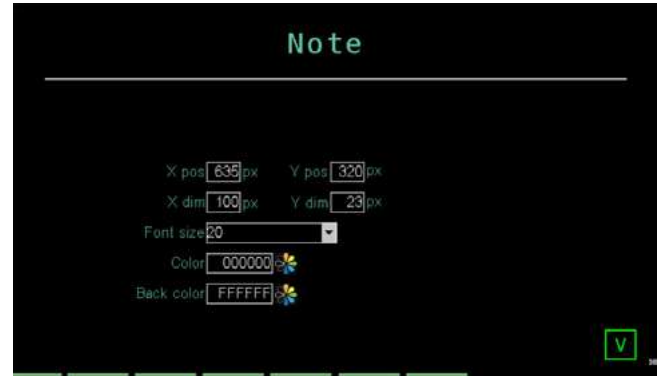 Note
X pos 635 px Y pos 320 px
X dim 100 px Y dim 23 px
Font size 20
Color 000000
Back color FFFFFF
V